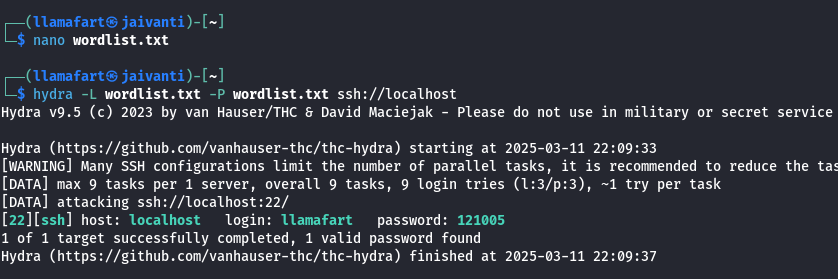 (llamafart㉿jaivanti)-[~]
$ nano wordlist.txt
(llamafart㉿jaivanti)-[~]
$ hydra -L wordlist.txt -P wordlist.txt ssh://localhost
Hydra v9.5 (c) 2023 by van Hauser/THC & David Maciejak - Please do not use in military or secret service
Hydra (https://github.com/vanhauser-thc/thc-hydra) starting at 2025-03-11 22:09:33
[WARNING] Many SSH configurations limit the number of parallel tasks, it is recommended to reduce the tas
[DATA] max 9 tasks per 1 server, overall 9 tasks, 9 login tries (l:3/p:3), ~1 try per task
[DATA] attacking ssh://localhost:22/
[22][ssh] host: localhost   login: llamafart   password: 121005
1 of 1 target successfully completed, 1 valid password found
Hydra (https://github.com/vanhauser-thc/thc-hydra) finished at 2025-03-11 22:09:37